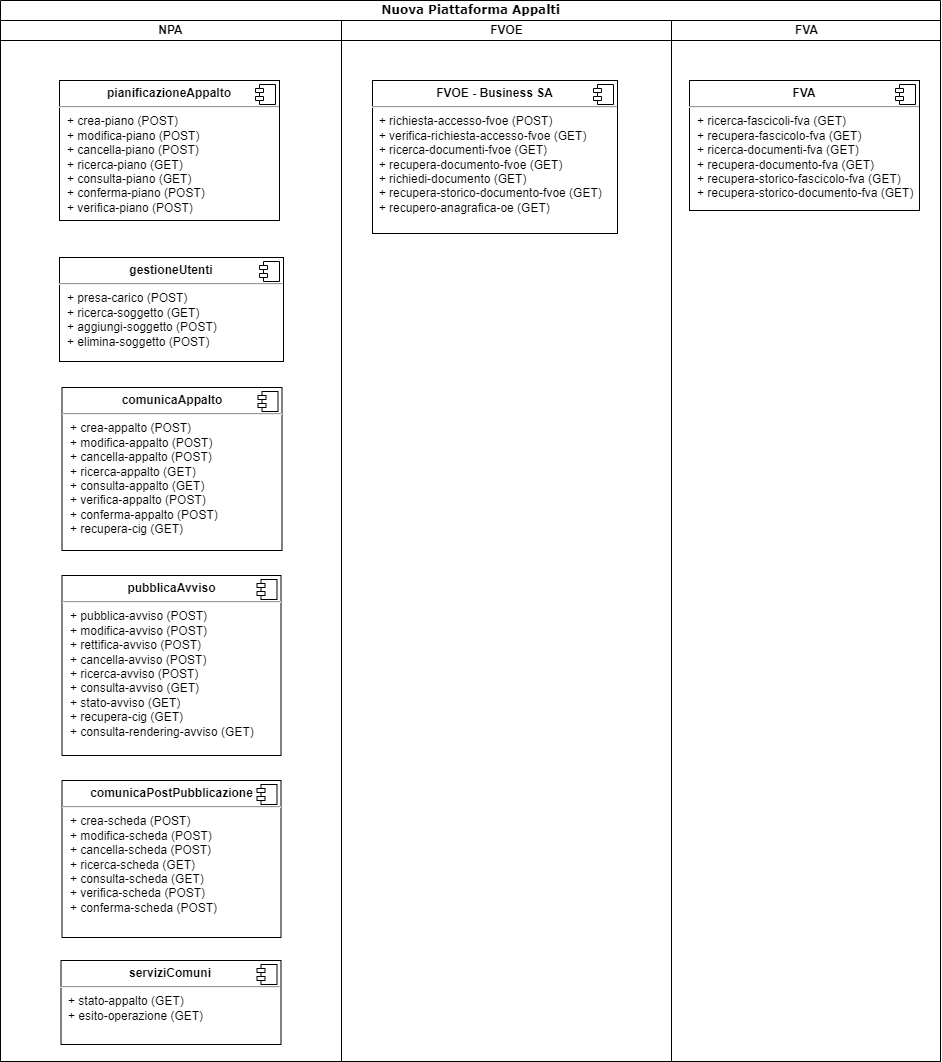 Nuova Piattaforma Appalti
NPA
FVOE
FVA
pianificazioneAppalto
+ crea-piano (POST)
+ modifica-piano (POST)
+ cancella-piano (POST)
+ ricerca-piano (GET)
+ consulta-piano (GET)
+ conferma-piano (POST)
+ verifica-piano (POST)
gestioneUtenti
+ presa-carico (POST)
+ ricerca-soggetto (GET)
+ aggiungi-soggetto (POST)
+ elimina-soggetto (POST)
comunicaAppalto
+ crea-appalto (POST)
+ modifica-appalto (POST)
+ cancella-appalto (POST)
+ ricerca-appalto (GET)
+ consulta-appalto (GET)
+ verifica-appalto (POST)
+ conferma-appalto (POST)
+ recupera-cig (GET)
pubblicaAvviso
+ pubblica-avviso (POST)
+ modifica-avviso (POST)
+ rettifica-avviso (POST)
+ cancella-avviso (POST)
+ ricerca-avviso (POST)
+ consulta-avviso (GET)
+ stato-avviso (GET)
+ recupera-cig (GET)
+ consulta-rendering-avviso (GET)
comunicaPostPubblicazione
+ crea-scheda (POST)
+ modifica-scheda (POST)
+ cancella-scheda (POST)
+ ricerca-scheda (GET)
+ consulta-scheda (GET)
+ verifica-scheda (POST)
+ conferma-scheda (POST)
serviziComuni
+ stato-appalto (GET)
+ esito-operazione (GET)
FVOE - Business SA
+ richiesta-accesso-fvoe (POST)
+ verifica-richiesta-accesso-fvoe (GET)
+ ricerca-documenti-fvoe (GET)
+ recupera-documento-fvoe (GET)
+ richiedi-documento (GET)
+ recupera-storico-documento-fvoe (GET)
+ recupero-anagrafica-oe (GET)
FVA
+ ricerca-fascicoli-fva (GET)
+ recupera-fascicolo-fva (GET)
+ ricerca-documenti-fva (GET)
+ recupera-documento-fva (GET)
+ recupera-storico-fascicolo-fva (GET)
+ recupera-storico-documento-fva (GET)